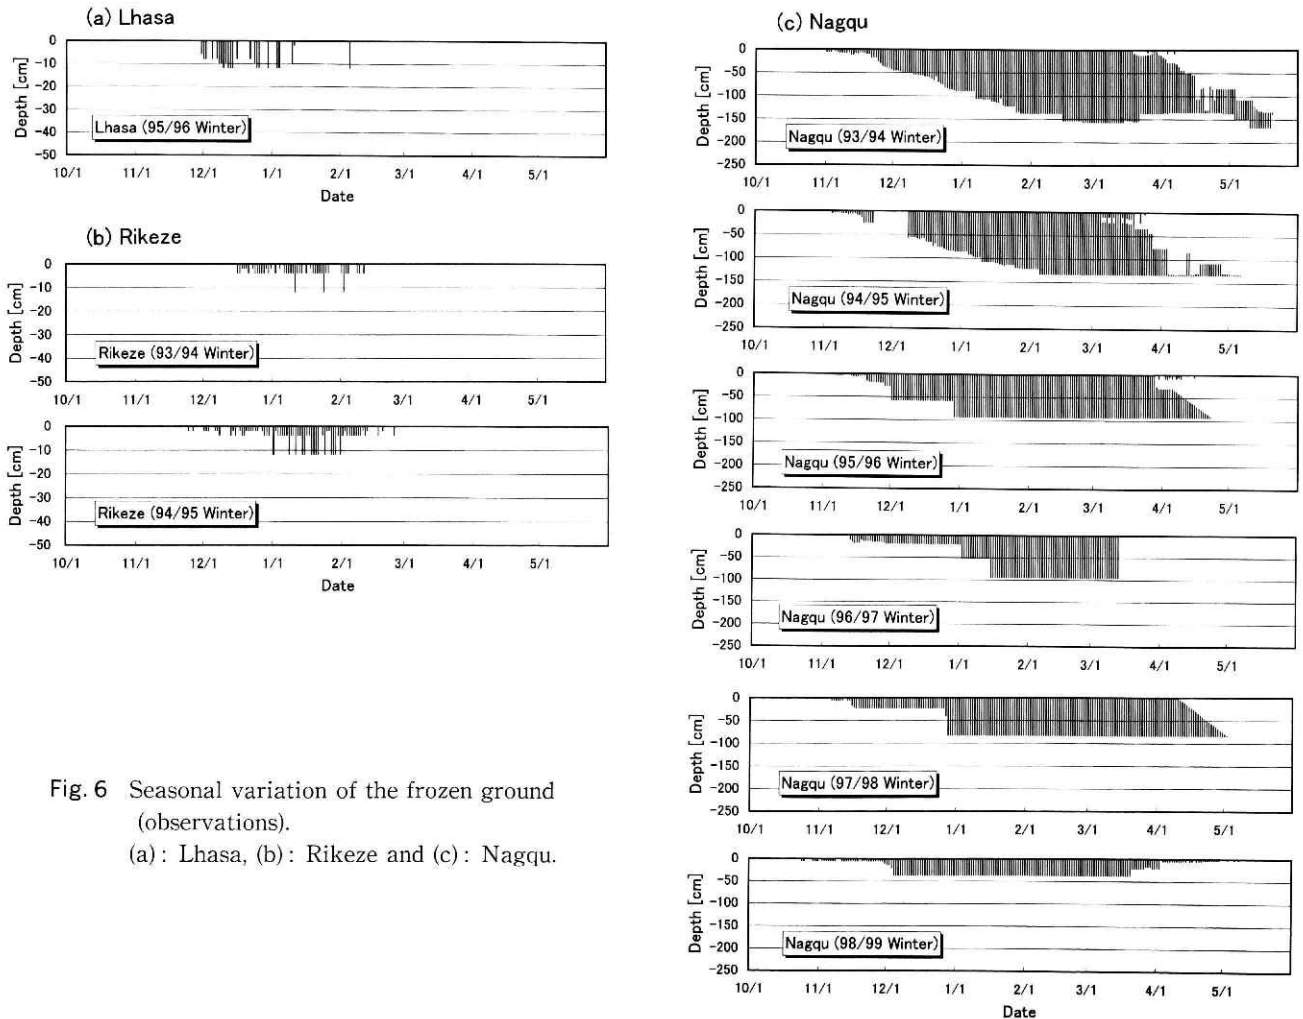 (a) Lhasa
Depth [cm]
0
-10
-20
-30
-40
-50
Lhasa (95/96 Winter)
10/1 11/1 12/1 1/1 2/1 3/1 4/1 5/1
Date
(b) Rikeze
Depth [cm]
0
-10
-20
-30
-40
-50
Rikeze (93/94 Winter)
10/1 11/1 12/1 1/1 2/1 3/1 4/1 5/1
Depth [cm]
0
-10
-20
-30
-40
-50
Rikeze (94/95 Winter)
10/1 11/1 12/1 1/1 2/1 3/1 4/1 5/1
Date
(c) Nagqu
Depth [cm]
0
-50
-100
-150
-200
-250
Nagqu (93/94 Winter)
10/1 11/1 12/1 1/1 2/1 3/1 4/1 5/1
Depth [cm]
0
-50
-100
-150
-200
-250
Nagqu (94/95 Winter)
10/1 11/1 12/1 1/1 2/1 3/1 4/1 5/1
Depth [cm]
0
-50
-100
-150
-200
-250
Nagqu (95/96 Winter)
10/1 11/1 12/1 1/1 2/1 3/1 4/1 5/1
Depth [cm]
0
-50
-100
-150
-200
-250
Nagqu (96/97 Winter)
10/1 11/1 12/1 1/1 2/1 3/1 4/1 5/1
Depth [cm]
0
-50
-100
-150
-200
-250
Nagqu (97/98 Winter)
10/1 11/1 12/1 1/1 2/1 3/1 4/1 5/1
Depth [cm]
0
-50
-100
-150
-200
-250
Nagqu (98/99 Winter)
10/1 11/1 12/1 1/1 2/1 3/1 4/1 5/1
Date
Fig. 6 Seasonal variation of the frozen ground
(observations).
(a) : Lhasa, (b) : Rikeze and (c) : Nagqu.